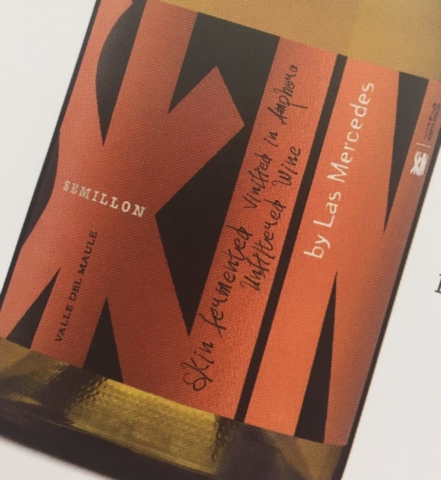 SEMILLON
VALLE DEL MAULE
Skin fermented vinified in Amphora
Unfiltered Wine
by Las Mercedes